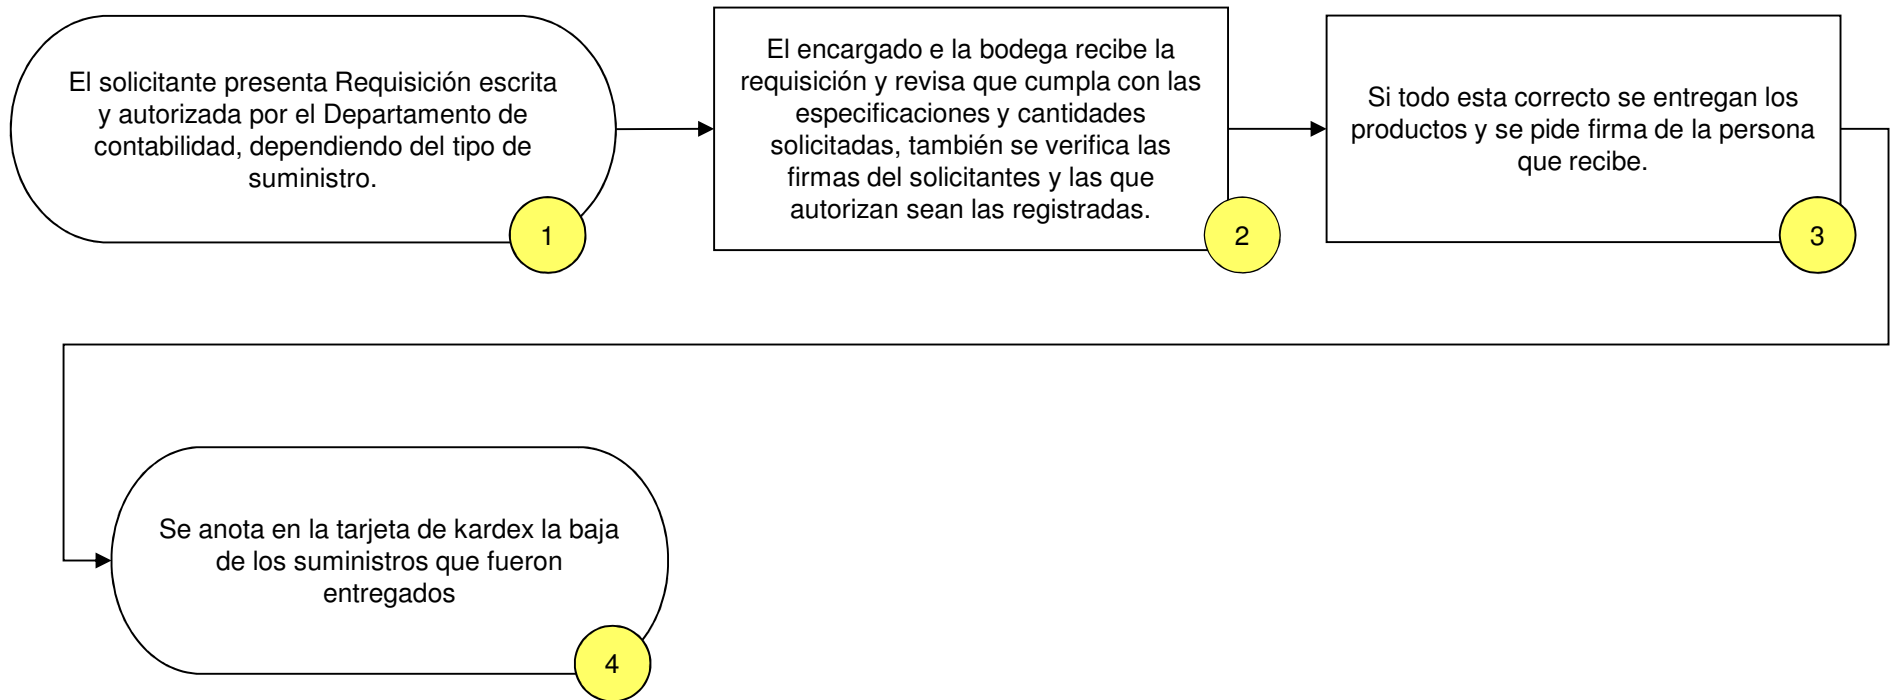 El solicitante presenta Requisición escrita
y autorizada por el Departamento de
contabilidad, dependiendo del tipo de
suministro.
1
El encargado e la bodega recibe la
requisición y revisa que cumpla con las
especificaciones y cantidades
solicitadas, también se verifica las
firmas del solicitantes y las que
autorizan sean las registradas.
2
Si todo esta correcto se entregan los
productos y se pide firma de la persona
que recibe.
3
Se anota en la tarjeta de kardex la baja
de los suministros que fueron
entregados
4